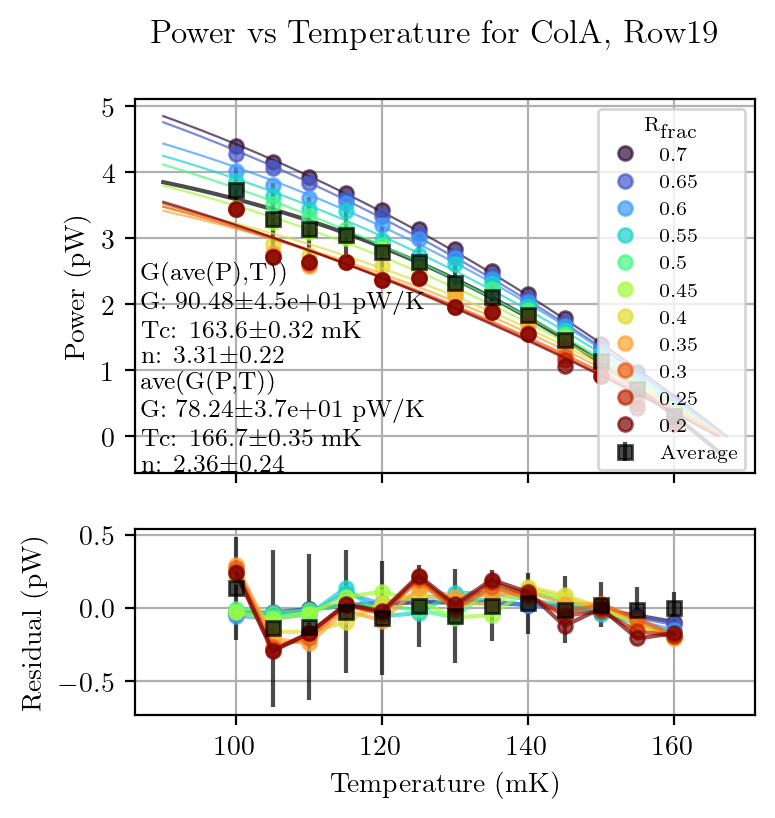 Power vs Temperature for ColA, Row19
Power (pW)
5
4
3
2
1
0
G(ave(P),T))
G: 90.48±4.5e+01 pW/K
Tc: 163.6±0.32 mK
n: 3.31±0.22
ave(G(P,T))
G: 78.24±3.7e+01 pW/K
Tc: 166.7±0.35 mK
n: 2.36±0.24
R_frac
0.7
0.65
0.6
0.55
0.5
0.45
0.4
0.35
0.3
0.25
0.2
Average
Residual (pW)
0.5
0.0
−0.5
100 120 140 160
Temperature (mK)